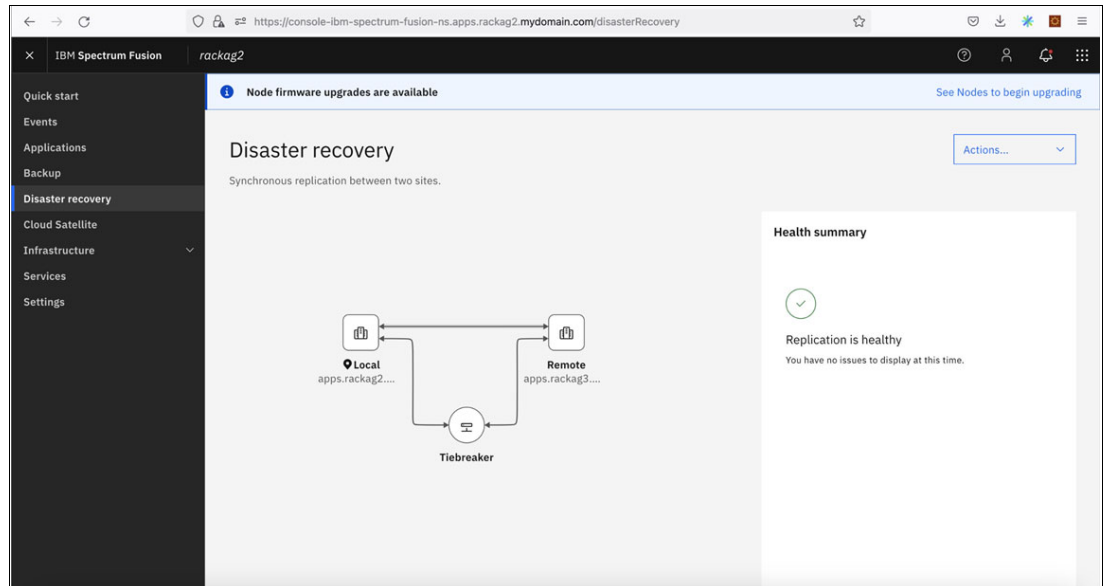 https://console-ibm-spectrum-fusion-ns.apps.rackag2.mydomain.com/disasterRecovery
IBM Spectrum Fusion
rackag2
Quick start
Events
Applications
Backup
Disaster recovery
Cloud Satellite
Infrastructure
Services
Settings
Node firmware upgrades are available
See Nodes to begin upgrading
Disaster recovery
Actions...
Synchronous replication between two sites.
Local
apps.rackag2....
Remote
apps.rackag3....
Tiebreaker
Health summary
Replication is healthy
You have no issues to display at this time.